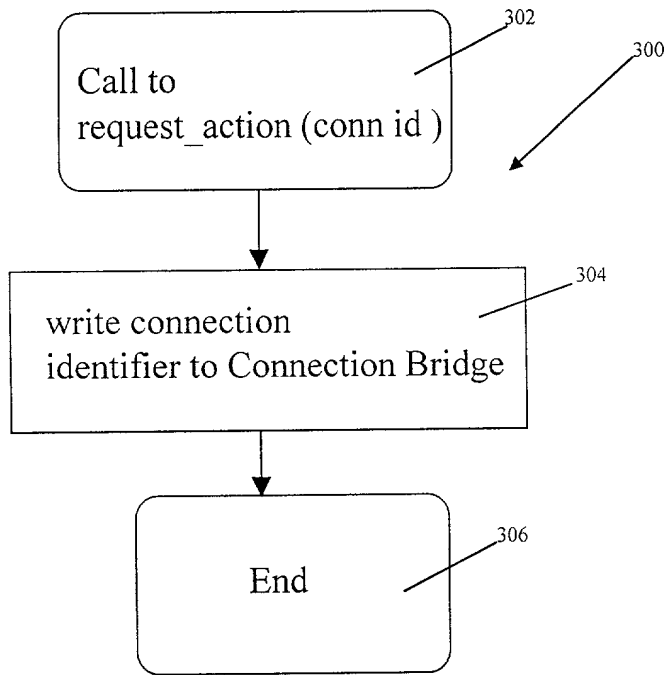 302
300
Call to
request_action (conn id )
304
write connection
identifier to Connection Bridge
306
End